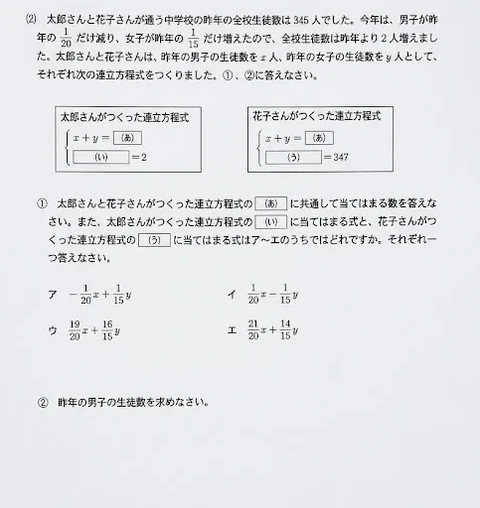 (2) 太郎さんと花子さんが通う中学校の昨年の全校生徒数は 345 人でした。今年は、男子が昨
年の 1/20 だけ減り、女子が昨年の 1/15 だけ増えたので、全校生徒数は昨年より 2 人増えまし
た。太郎さんと花子さんは、昨年の男子の生徒数を x 人、昨年の女子の生徒数を y 人として、
それぞれ次の連立方程式をつくりました。①、②に答えなさい。
太郎さんがつくった連立方程式
x + y = (あ)
(い) = 2
花子さんがつくった連立方程式
x + y = (あ)
(う) = 347
① 太郎さんと花子さんがつくった連立方程式の (あ) に共通して当てはまる数を答えな
さい。また、太郎さんがつくった連立方程式の (い) に当てはまる式と、花子さんがつ
くった連立方程式の (う) に当てはまる式はア〜エのうちではどれですか。それぞれ一
つ答えなさい。
ア -1/20 x + 1/15 y イ 1/20 x - 1/15 y
ウ 19/20 x + 16/15 y エ 21/20 x + 14/15 y
② 昨年の男子の生徒数を求めなさい。